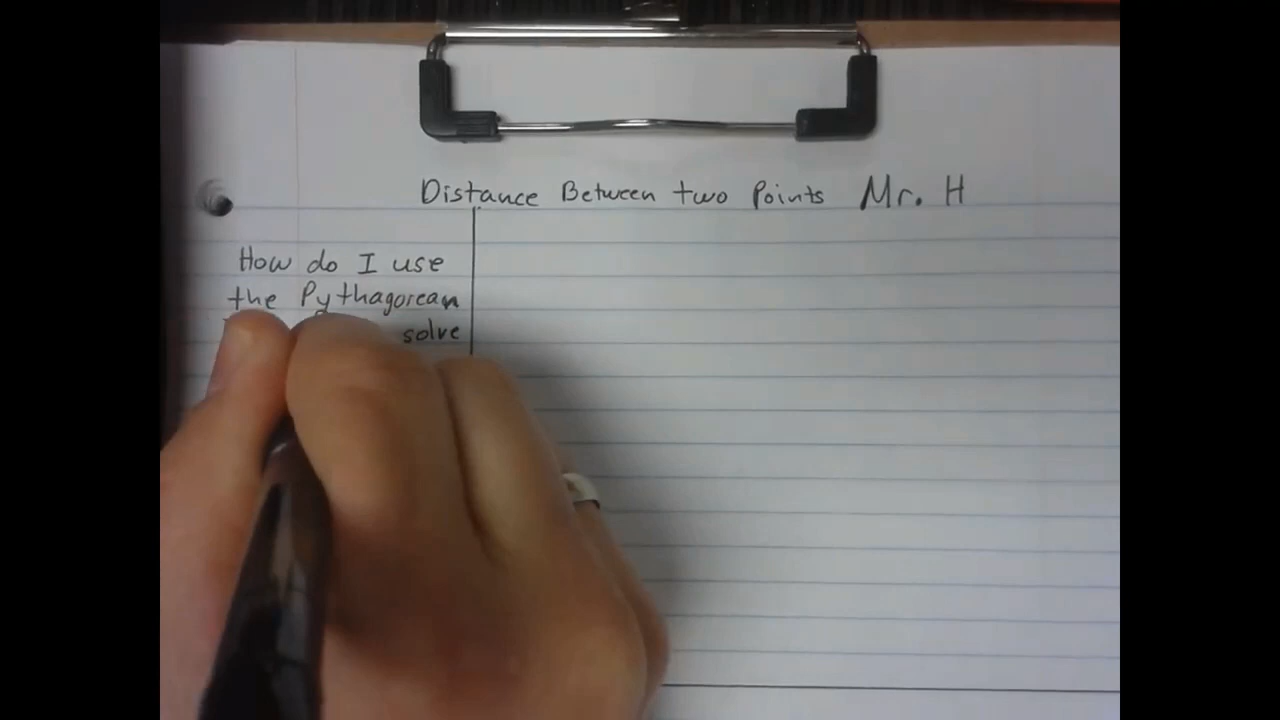 Distance Between two Points Mr. H
How do I use
the Pythagorean
solve